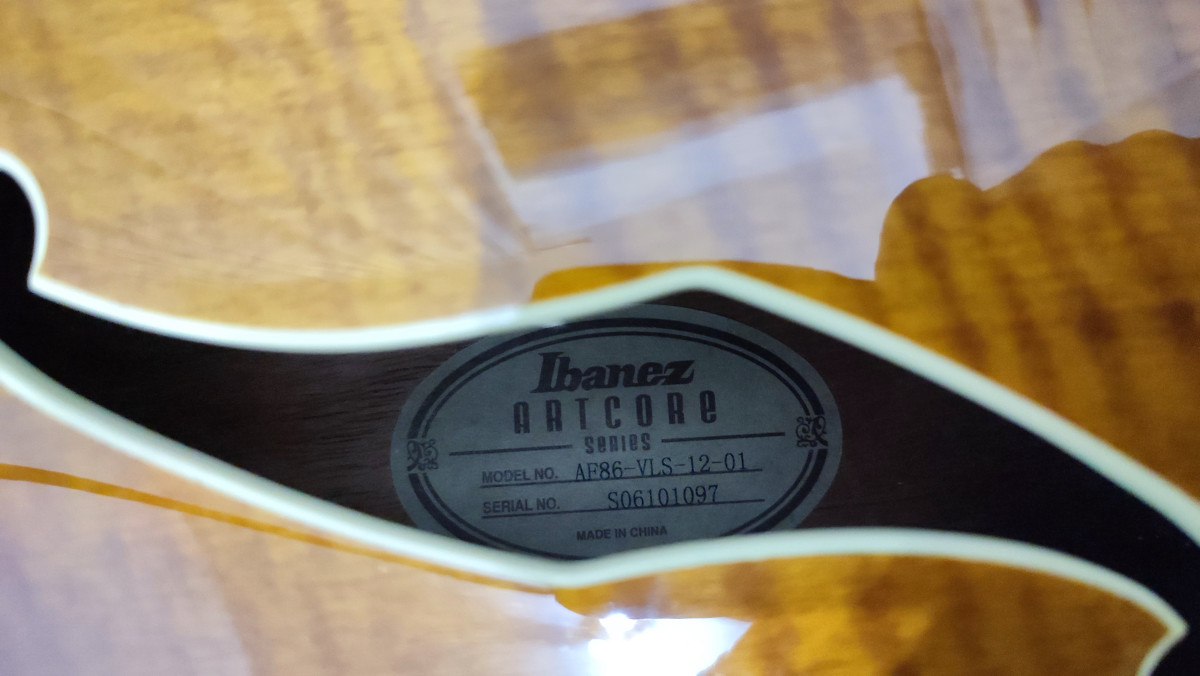 Ibanez
ARTCORE
SERIES
MODEL NO. AF86-VLS-12-01
SERIAL NO. S06101097
MADE IN CHINA